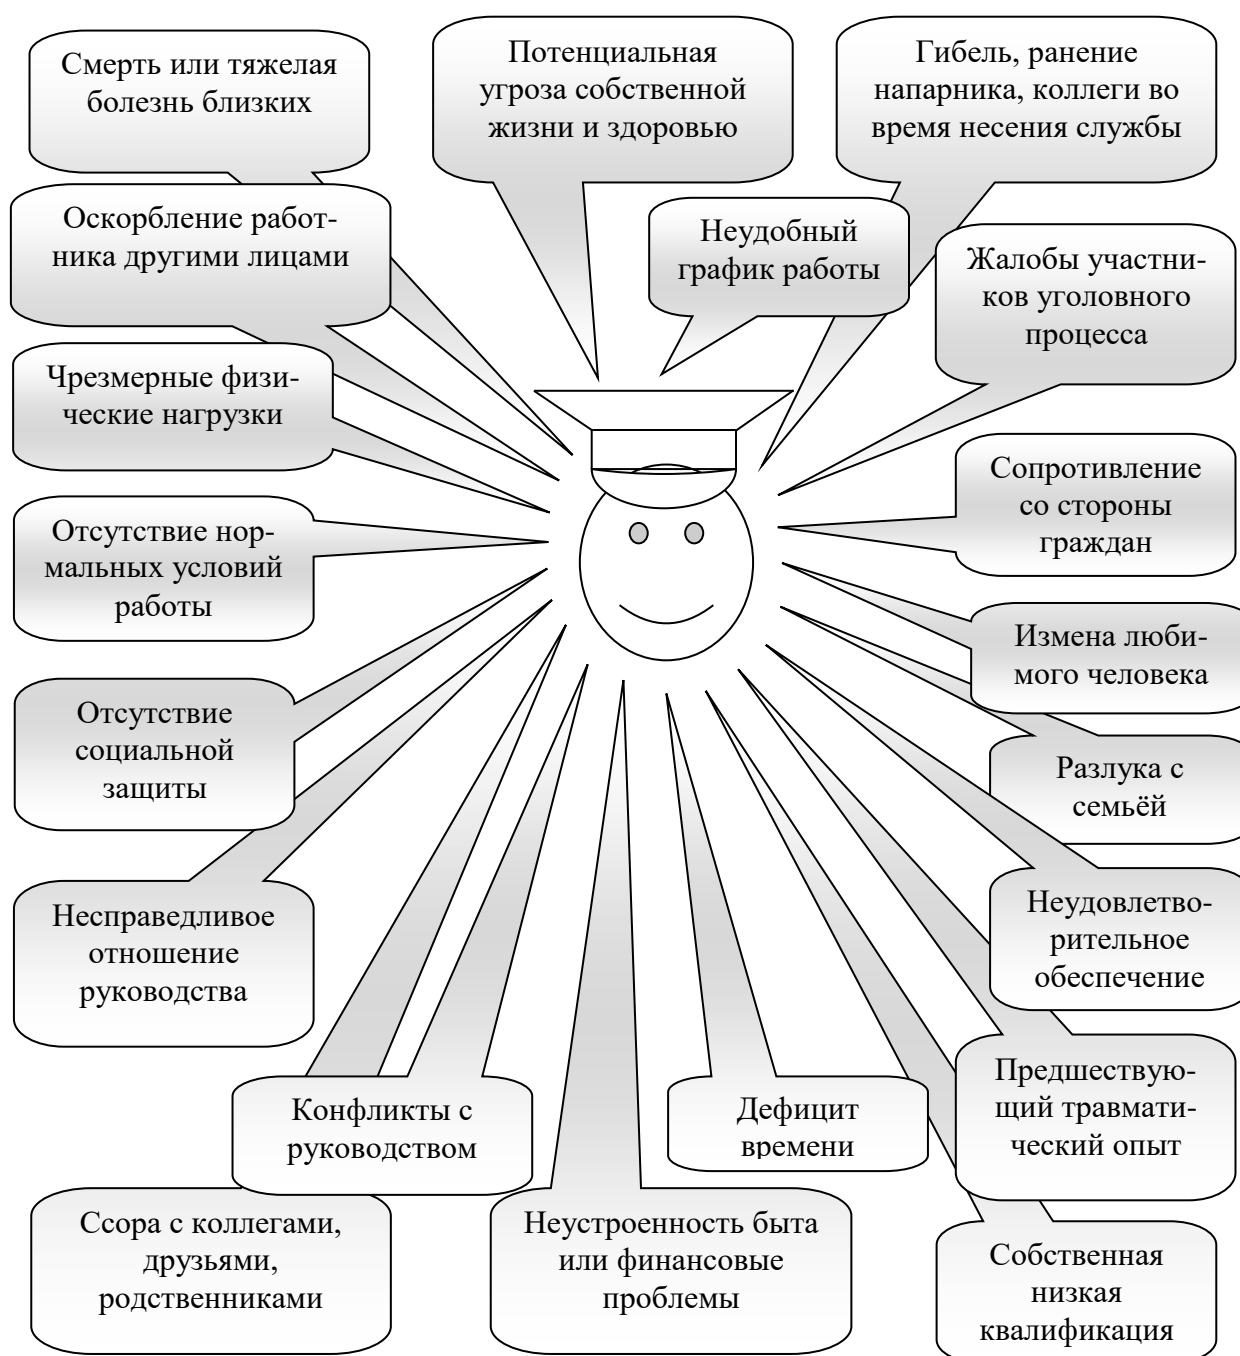 Смерть или тяжелая
болезнь близких
Потенциальная
угроза собственной
жизни и здоровью
Гибель, ранение
напарника, коллеги во
время несения службы
Оскорбление работ-
ника другими лицами
Неудобный
график работы
Жалобы участни-
ков уголовного
процесса
Чрезмерные физи-
ческие нагрузки
Сопротивление
со стороны
граждан
Отсутствие нор-
мальных условий
работы
Измена люби-
мого человека
Отсутствие
социальной
защиты
Разлука с
семьёй
Несправедливое
отношение
руководства
Неудовлетво-
рительное
обеспечение
Конфликты с
руководством
Дефицит
времени
Предшествую-
щий травмати-
ческий опыт
Ссора с коллегами,
друзьями,
родственниками
Неустроенность быта
или финансовые
проблемы
Собственная
низкая
квалификация